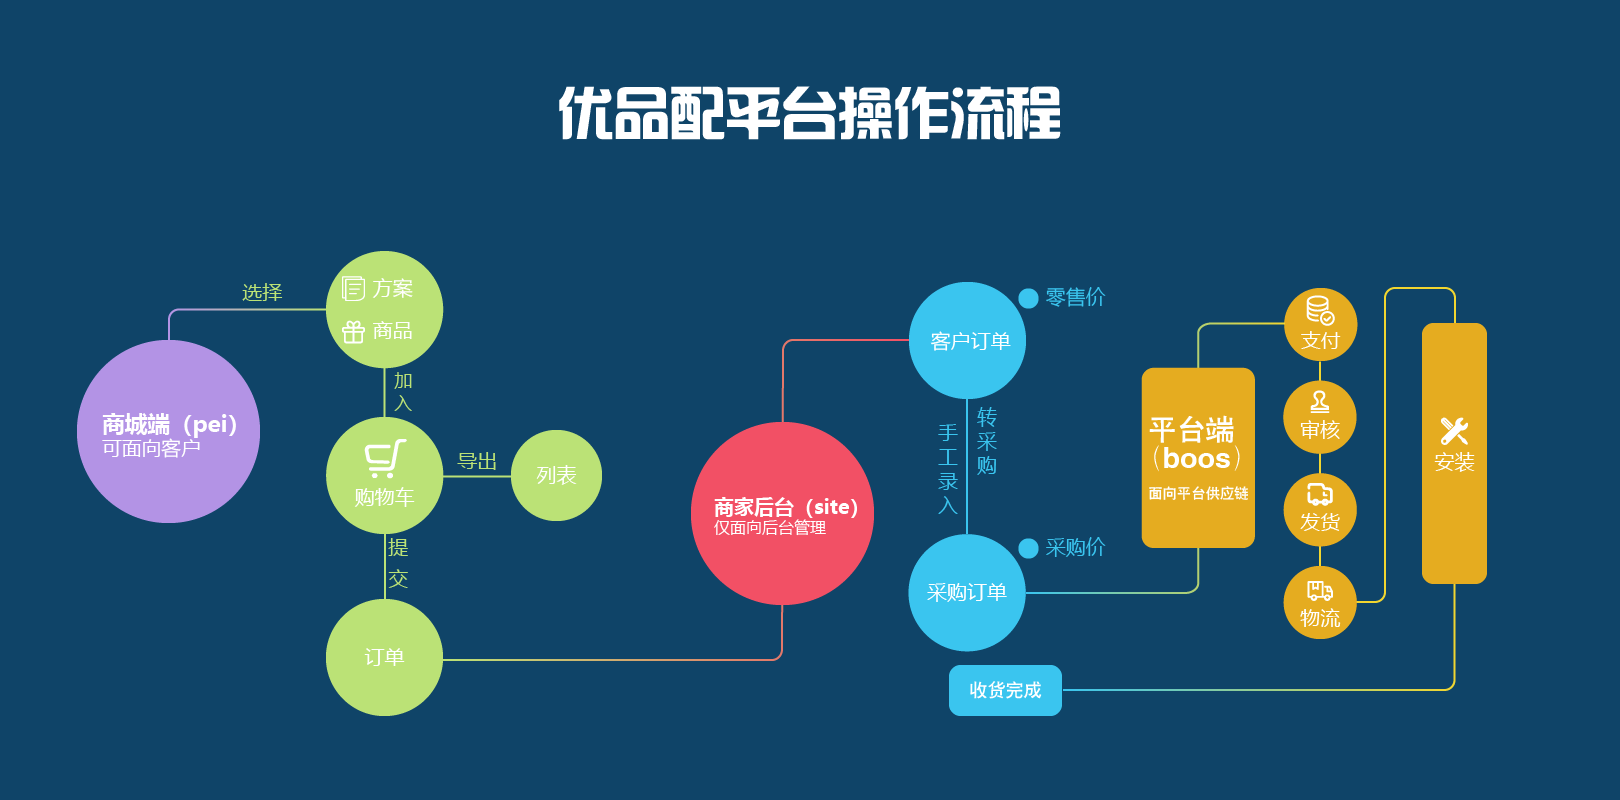 优品配平台操作流程
选择
方案
商品
商城端（pei）
可面向客户
加入
购物车
导出
列表
提交
订单
商家后台（site）
仅面向后台管理
客户订单
零售价
手工录入
转采购
采购订单
采购价
收货完成
平台端
（boos）
面向平台供应链
支付
审核
发货
物流
安装